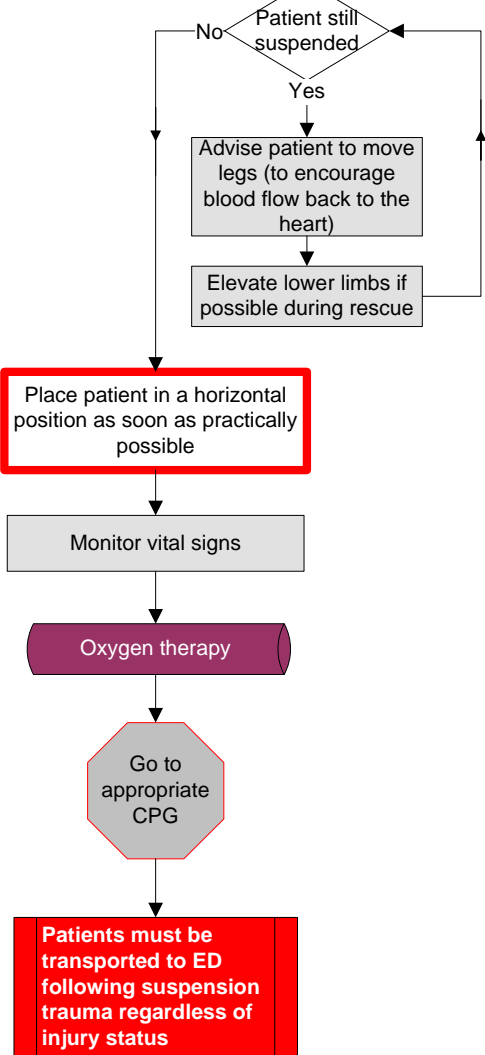 Patient still
suspended
No
Yes
Advise patient to move
legs (to encourage
blood flow back to the
heart)
Elevate lower limbs if
possible during rescue
Place patient in a horizontal
position as soon as practically
possible
Monitor vital signs
Oxygen therapy
Go to
appropriate
CPG
Patients must be
transported to ED
following suspension
trauma regardless of
injury status